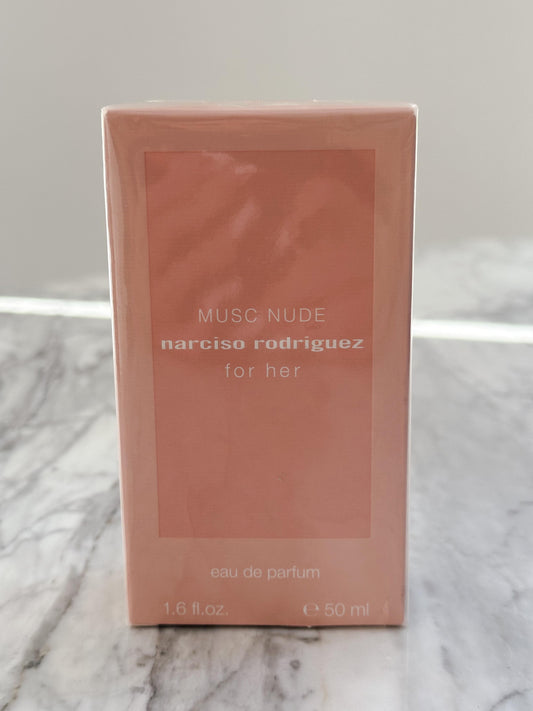 MUSC NUDE
narciso rodriguez
for her
eau de parfum
1.6 fl.oz. ℮ 50 ml